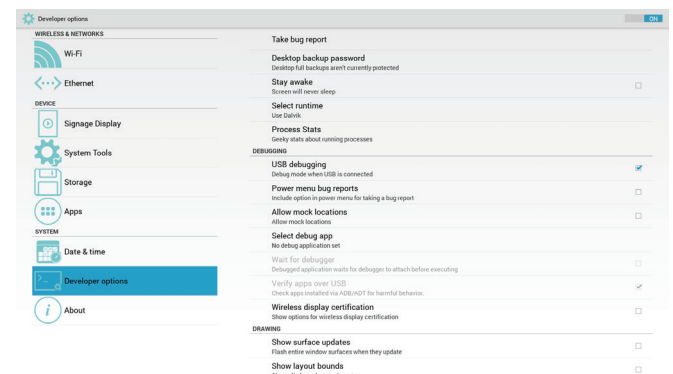 Developer options
ON
WIRELESS & NETWORKS
Wi-Fi
Ethernet
DEVICE
Signage Display
System Tools
Storage
Apps
SYSTEM
Date & time
Developer options
About
Take bug report
Desktop backup password
Desktop full backups aren't currently protected
Stay awake
Screen will never sleep
Select runtime
Use Dalvik
Process Stats
Geeky stats about running processes
DEBUGGING
USB debugging
Debug mode when USB is connected
Power menu bug reports
Include option in power menu for taking a bug report
Allow mock locations
Allow mock locations
Select debug app
No debug application set
Wait for debugger
Debugged application waits for debugger to attach before executing
Verify apps over USB
Check apps installed via ADB/ADT for harmful behavior.
Wireless display certification
Show options for wireless display certification
DRAWING
Show surface updates
Flash entire window surfaces when they update
Show layout bounds